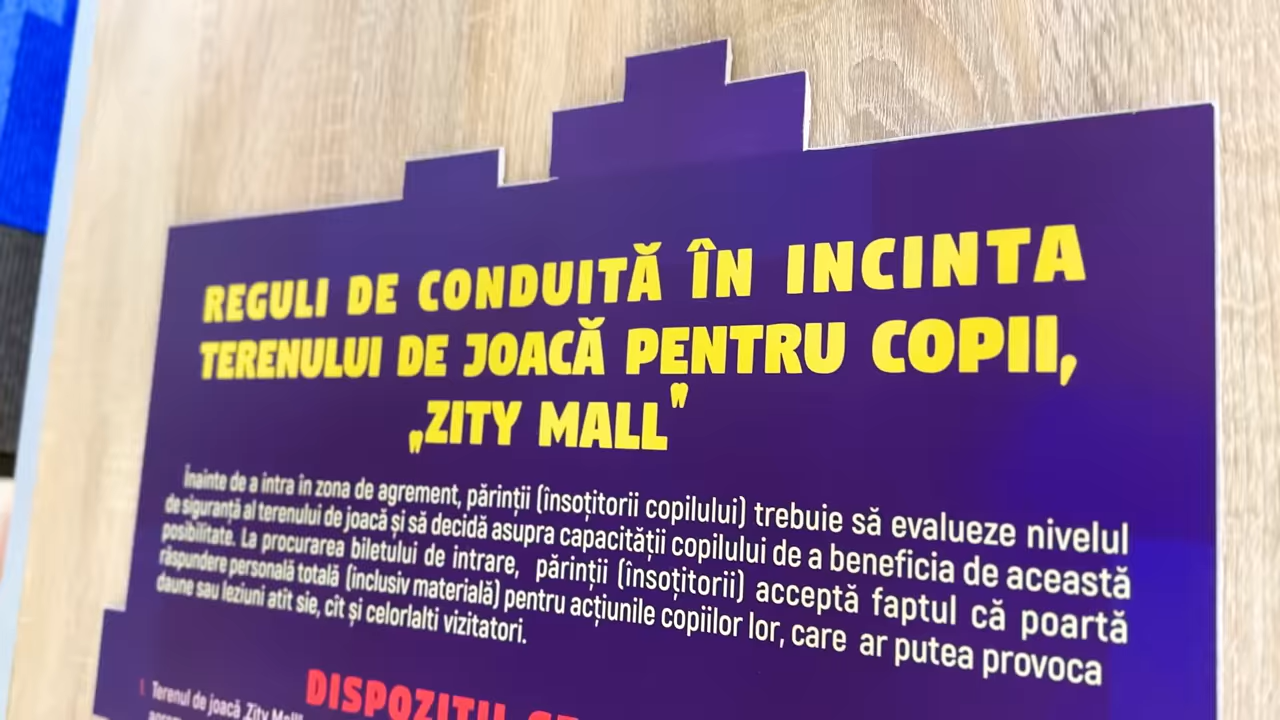 REGULI DE CONDUITĂ ÎN INCINTA
TERENULUI DE JOACĂ PENTRU COPII,
„ZITY MALL"
Înainte de a intra în zona de agrement, părinții (însoțitorii copilului) trebuie să evalueze nivelul
de siguranță al terenului de joacă și să decidă asupra capacității copilului de a beneficia de această
posibilitate. La procurarea biletului de intrare, părinții (însoțitorii) acceptă faptul că poartă
răspundere personală totală (inclusiv materială) pentru acțiunile copiilor lor, care ar putea provoca
daune sau leziuni atît sie, cît și celorlalti vizitatori.
DISPOZIȚII
Terenul de joacă „Zity Mall"